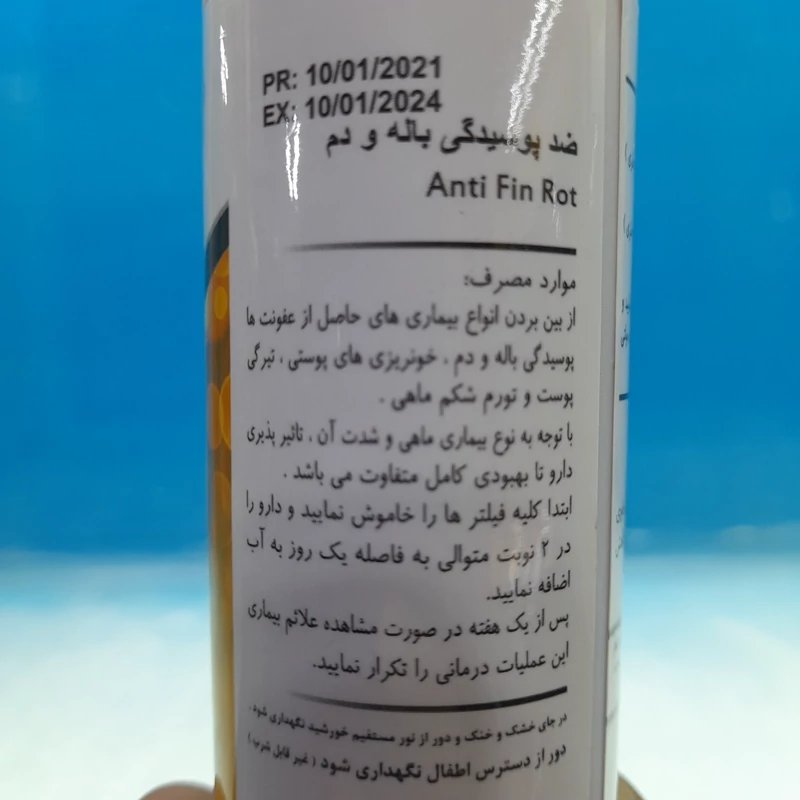 PR: 10/01/2021
EX: 10/01/2024
ضد پوسیدگی باله و دم
Anti Fin Rot
موارد مصرف:
از بین بردن انواع بیماری های حاصل از عفونت ها
پوسیدگی باله و دم ، خونریزی های پوستی ، تیرگی
پوست و تورم شکم ماهی .
با توجه به نوع بیماری ماهی و شدت آن ، تاثیر پذیری
دارو تا بهبودی کامل متفاوت می باشد .
ابتدا کلیه فیلتر ها را خاموش نمایید و دارو را
در ۲ نوبت متوالی به فاصله یک روز به آب
اضافه نمایید.
پس از یک هفته در صورت مشاهده علائم بیماری
این عملیات درمانی را تکرار نمایید.
در جای خشک و خنک و دور از نور مستقیم خورشید نگهداری شود .
دور از دسترس اطفال نگهداری شود ( غیر قابل شرب )